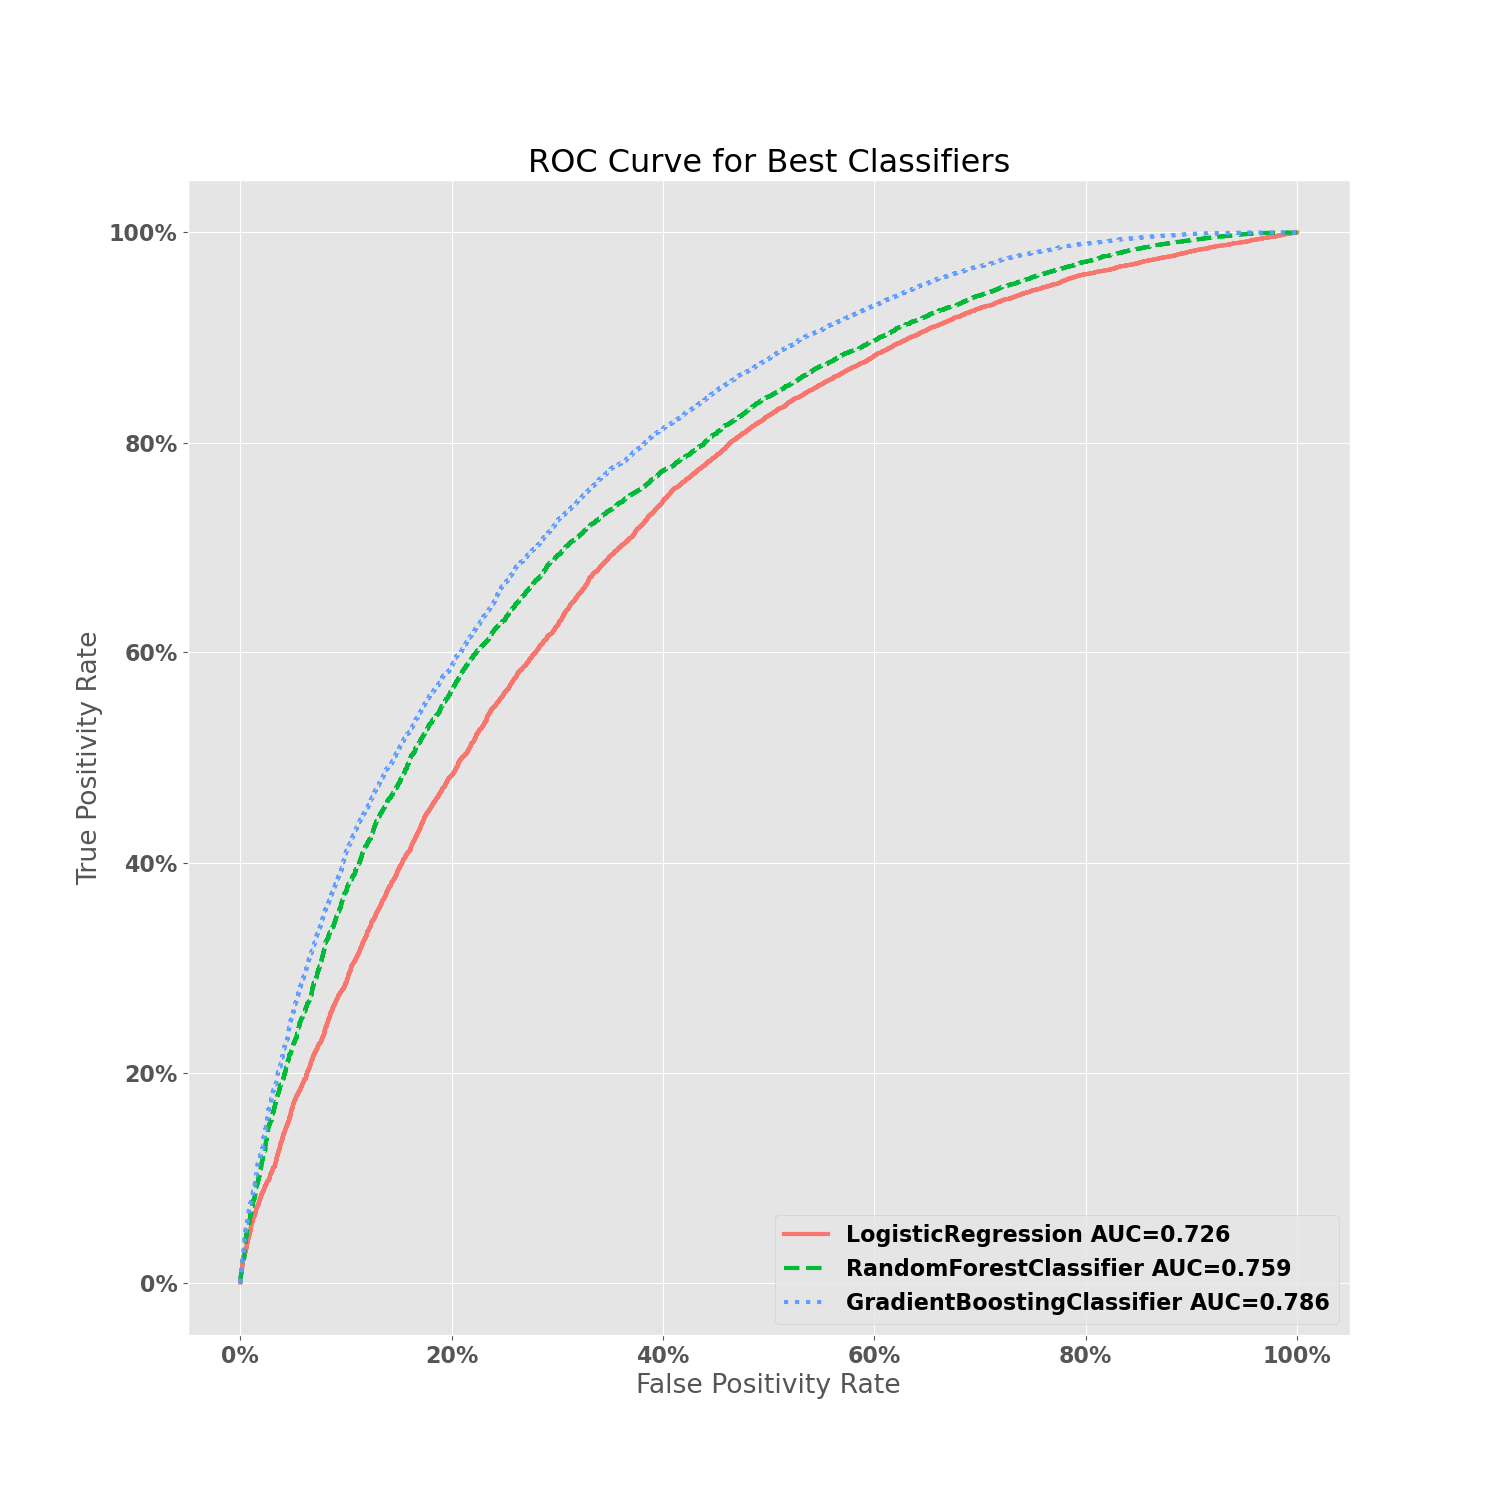 ROC Curve for Best Classifiers
100%
80%
60%
40%
20%
0%
True Positivity Rate
LogisticRegression AUC=0.726
RandomForestClassifier AUC=0.759
GradientBoostingClassifier AUC=0.786
0% 20% 40% 60% 80% 100%
False Positivity Rate